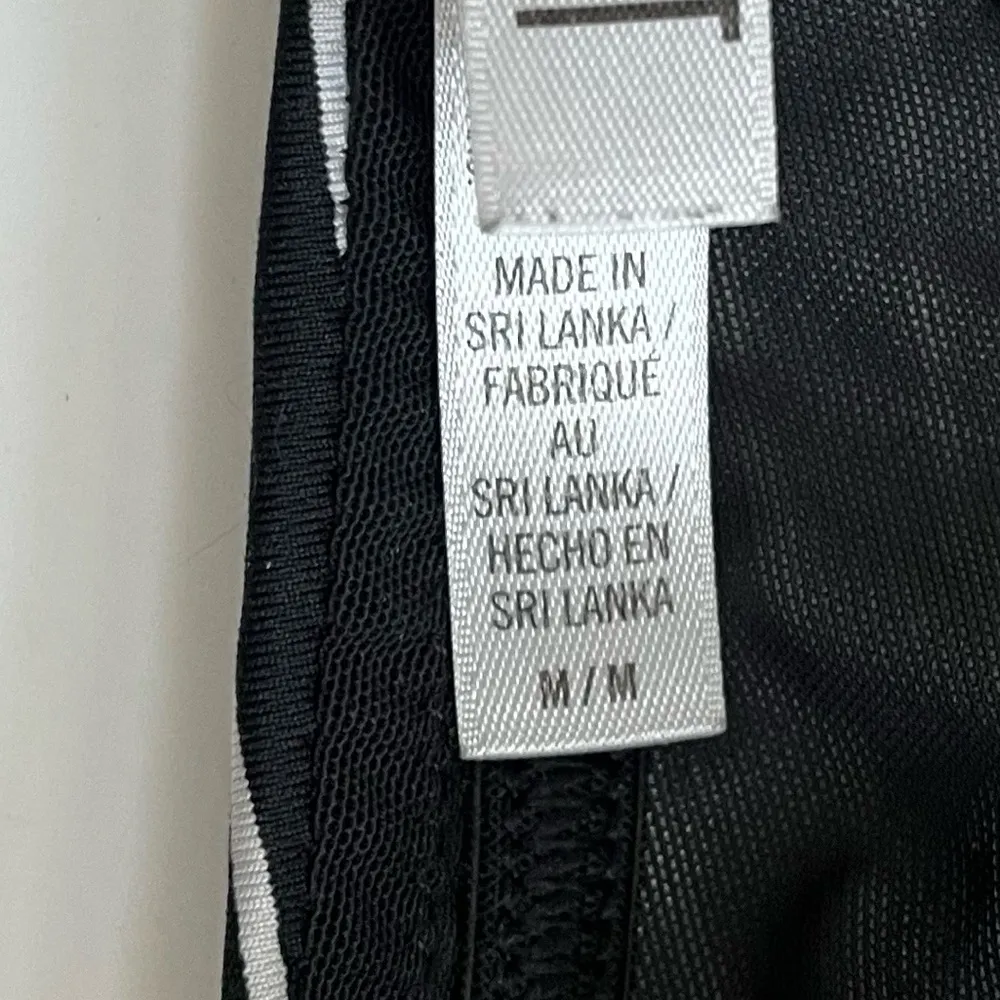 MADE IN
SRI LANKA /
FABRIQUÉ
AU
SRI LANKA /
HECHO EN
SRI LANKA
M / M